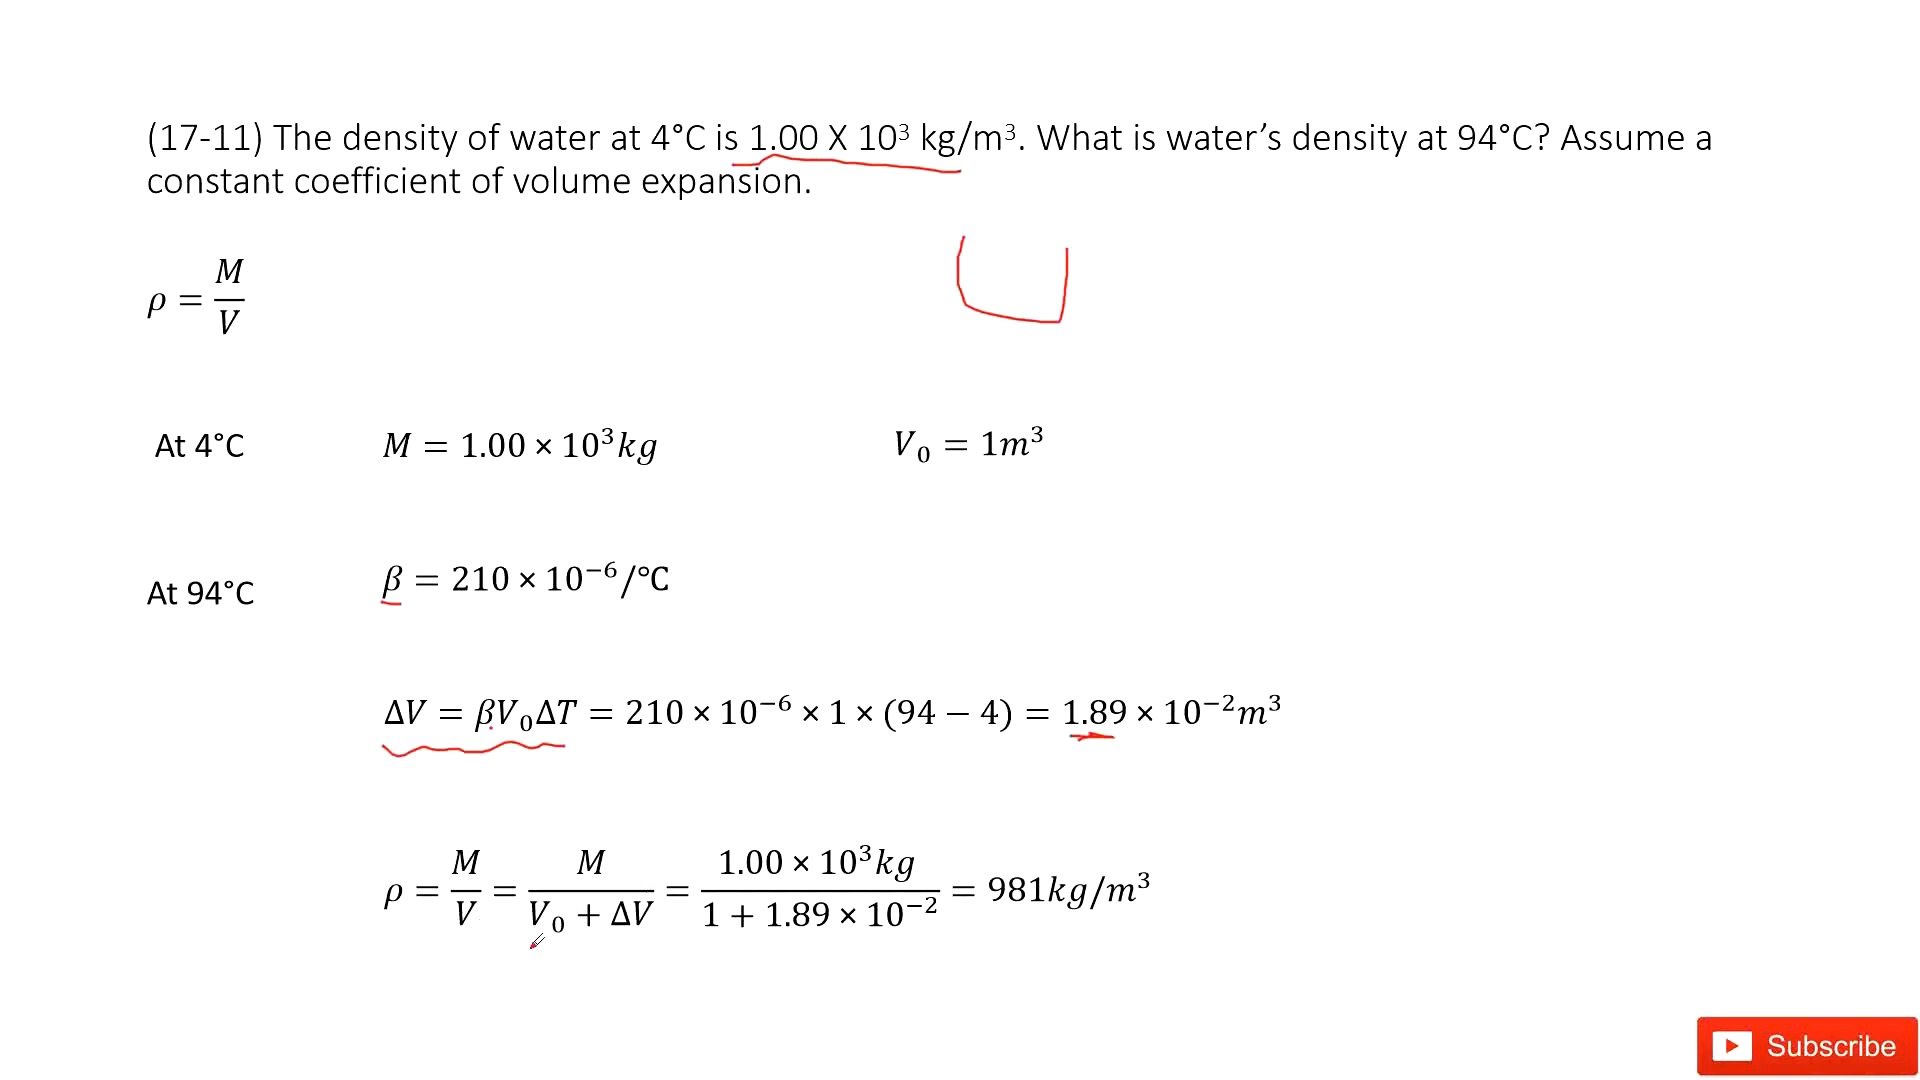 (17-11) The density of water at 4°C is 1.00 X 10³ kg/m³. What is water’s density at 94°C? Assume a
constant coefficient of volume expansion.
ρ = M/V
At 4°C M = 1.00 × 10³kg V₀ = 1m³
At 94°C β = 210 × 10⁻⁶/°C
ΔV = βV₀ΔT = 210 × 10⁻⁶ × 1 × (94 − 4) = 1.89 × 10⁻²m³
ρ = M/V = M/(V₀ + ΔV) = 1.00 × 10³kg/(1 + 1.89 × 10⁻²) = 981kg/m³
Subscribe